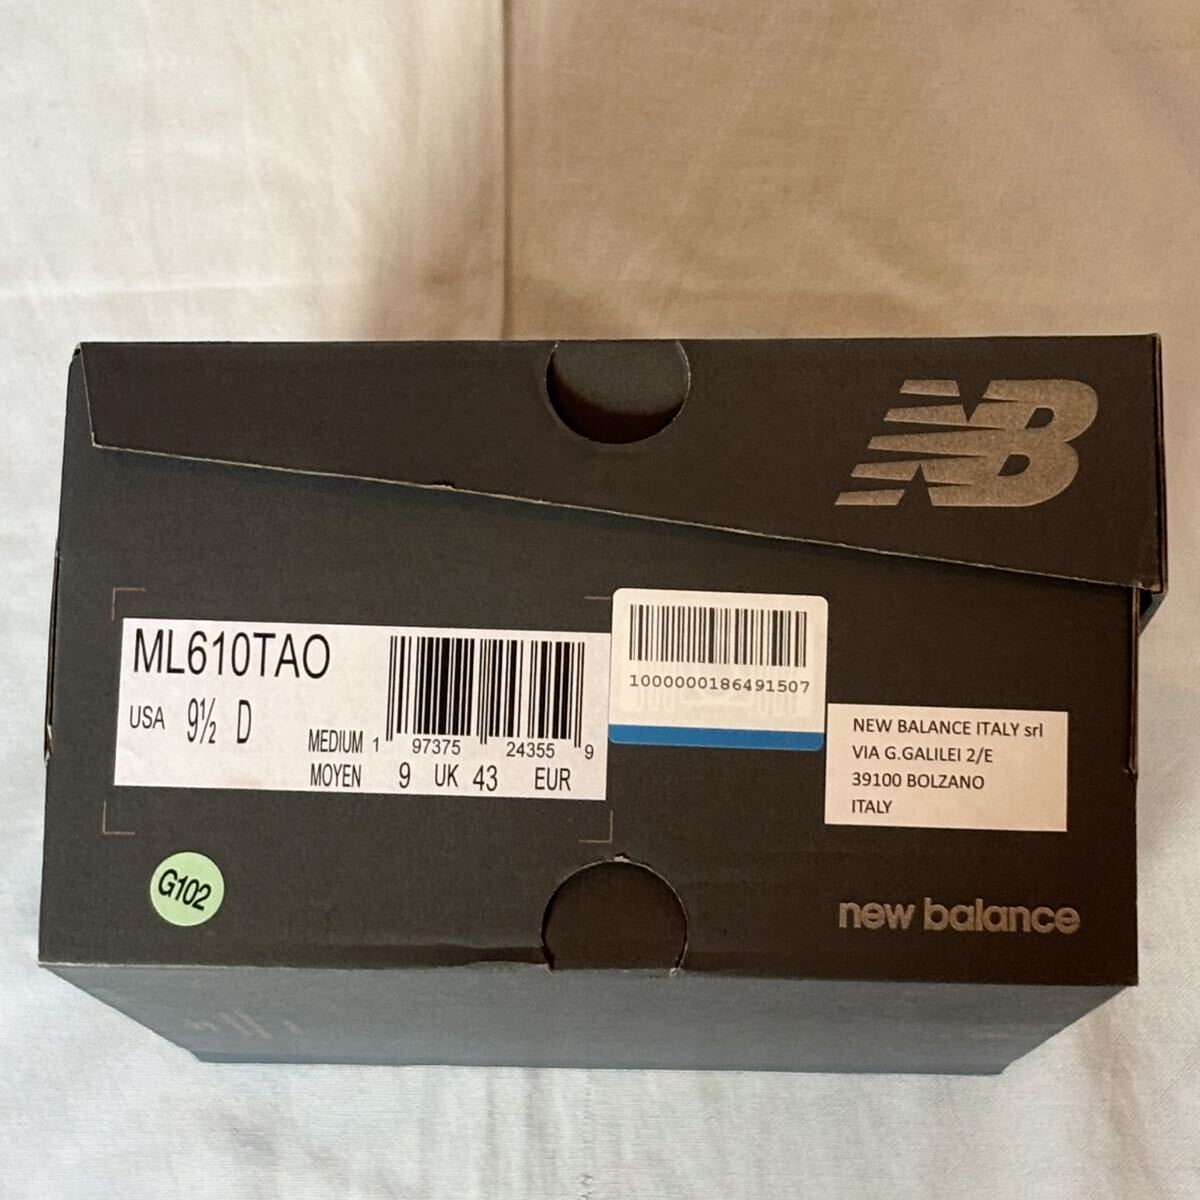 NB
ML610TAO
USA 9½ D
MEDIUM
MOYEN
1 97375 24355 9
9 UK 43 EUR
1000000186491507
NEW BALANCE ITALY srl
VIA G.GALILEI 2/E
39100 BOLZANO
ITALY
G102
new balance